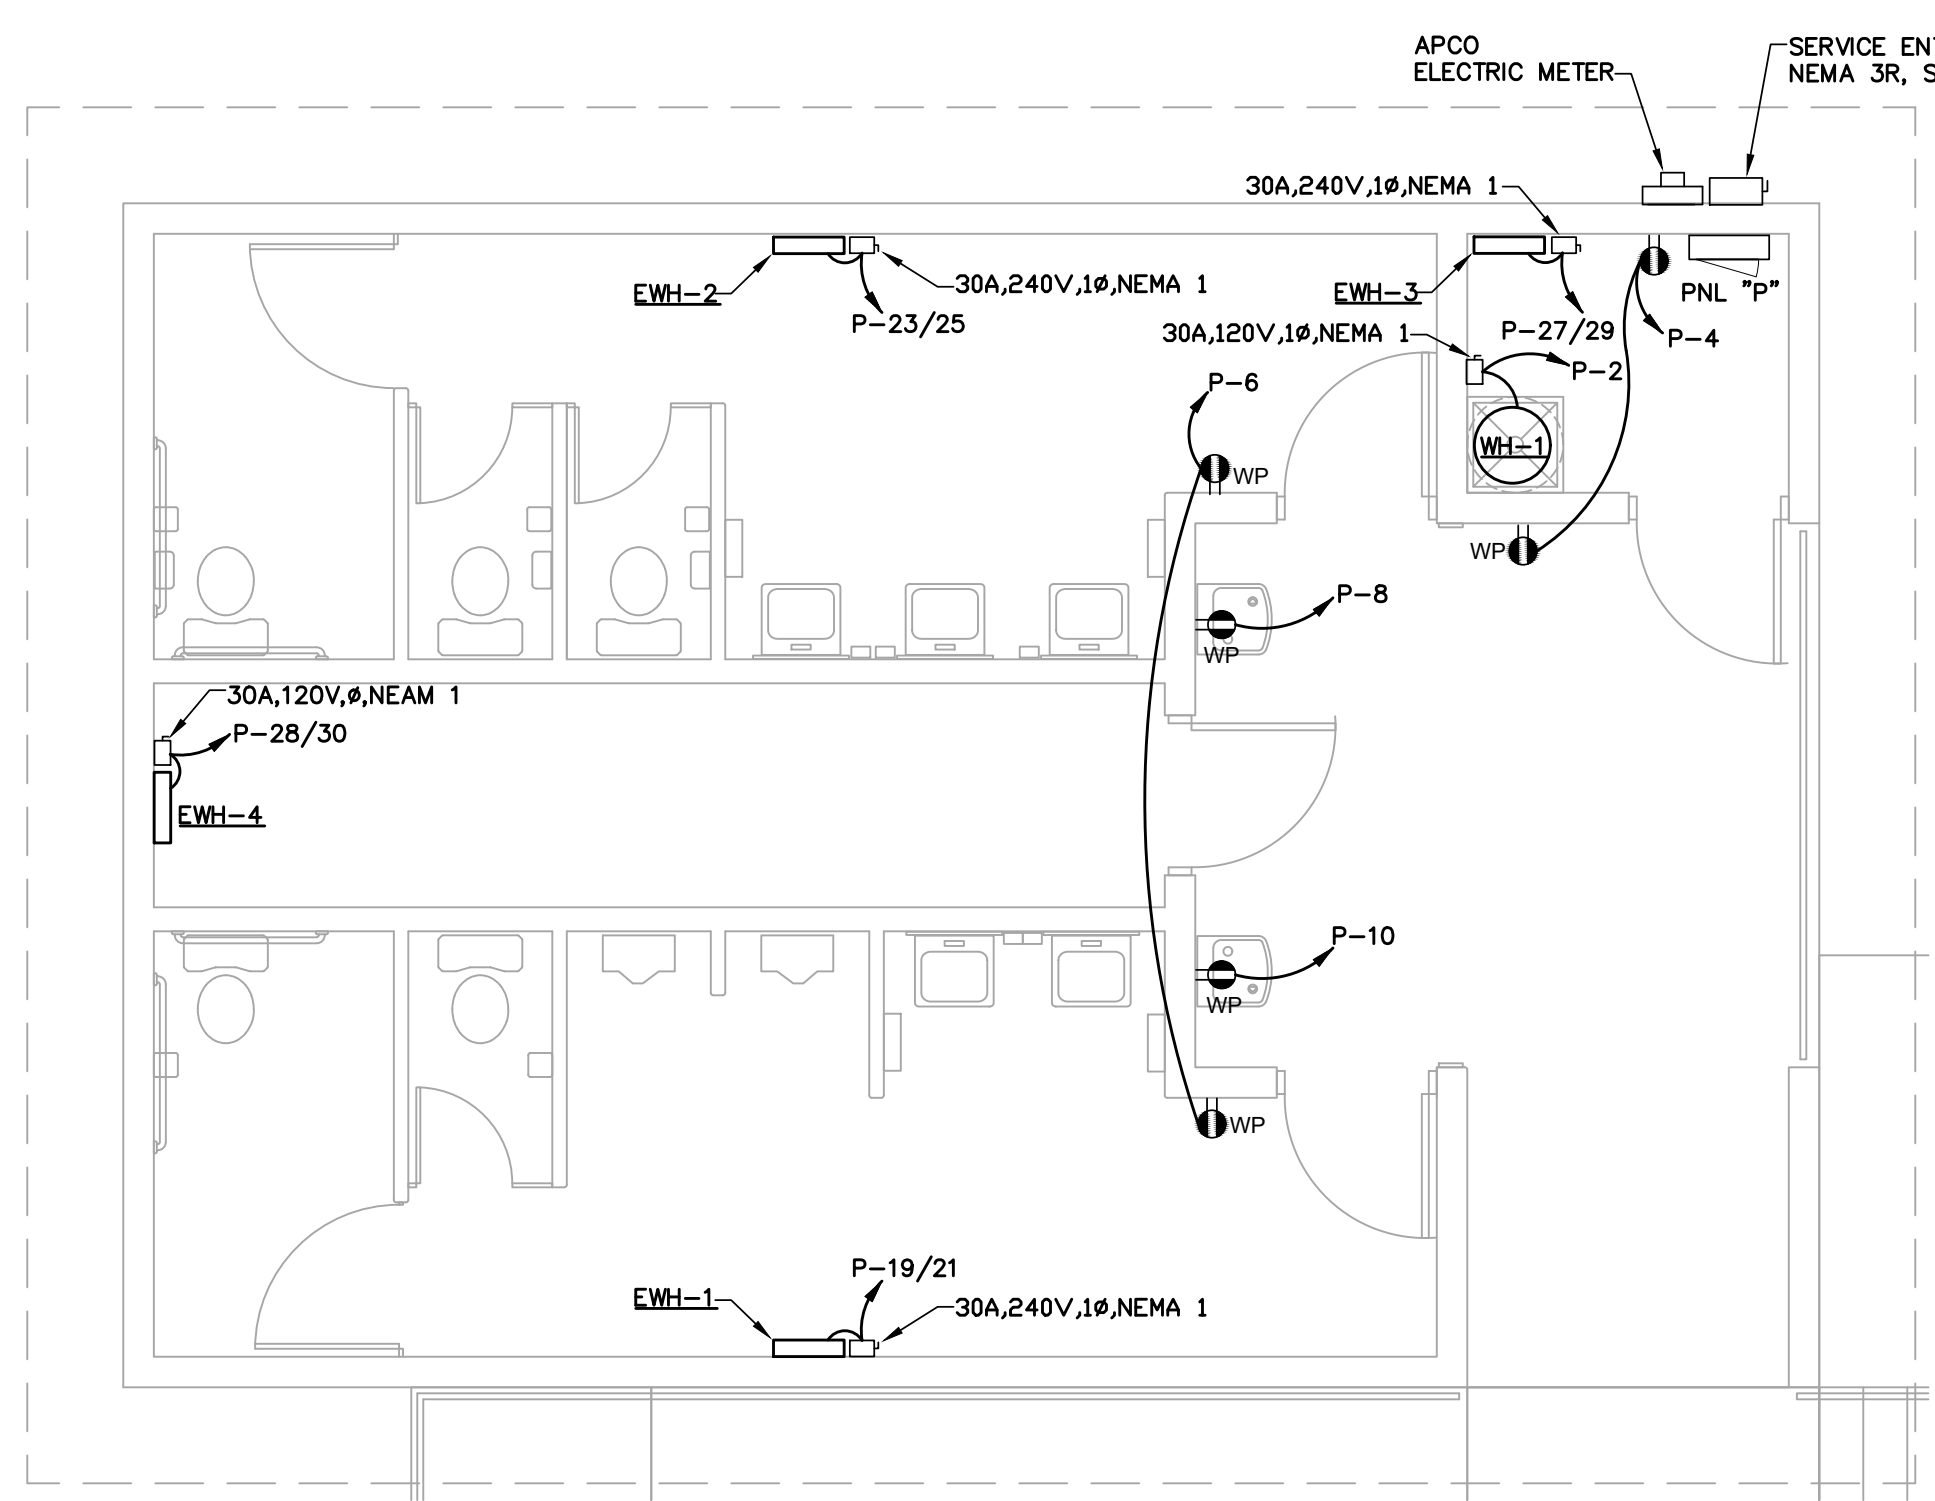 APCO
ELECTRIC METER
SERVICE ENT
NEMA 3R, S
30A,240V,1ø,NEMA 1
EWH-2
30A,240V,1ø,NEMA 1
P-23/25
EWH-3
PNL "P"
P-27/29
P-4
30A,120V,1ø,NEMA 1
P-2
P-6
WH-1
WP
WP
P-8
WP
30A,120V,ø,NEAM 1
P-28/30
EWH-4
P-10
WP
WP
P-19/21
EWH-1
30A,240V,1ø,NEMA 1